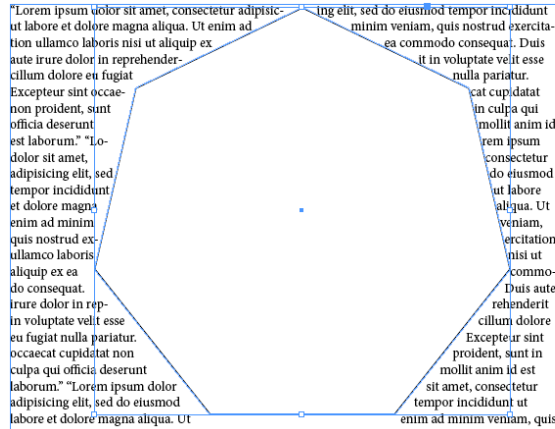 “Lorem ipsum dolor sit amet, consectetur adipisic- ing elit, sed do eiusmod tempor incididunt
ut labore et dolore magna aliqua. Ut enim ad minim veniam, quis nostrud exercita-
tion ullamco laboris nisi ut aliquip ex ea commodo consequat. Duis
aute irure dolor in reprehender- it in voluptate velit esse
cillum dolore eu fugiat nulla pariatur.
Excepteur sint occae- cat cupidatat
non proident, sunt in culpa qui
officia deserunt mollit anim id
est laborum.” “Lo- rem ipsum
dolor sit amet, consectetur
adipisicing elit, sed do eiusmod
tempor incididunt ut labore
et dolore magna aliqua. Ut
enim ad minim veniam,
quis nostrud ex- ercitation
ullamco laboris nisi ut
aliquip ex ea commo-
do consequat. Duis aute
irure dolor in rep- rehenderit
in voluptate velit esse cillum dolore
eu fugiat nulla pariatur. Excepteur sint
occaecat cupidatat non proident, sunt in
culpa qui officia deserunt mollit anim id est
laborum.” “Lorem ipsum dolor sit amet, consectetur
adipisicing elit, sed do eiusmod tempor incididunt ut
labore et dolore magna aliqua. Ut enim ad minim veniam, quis